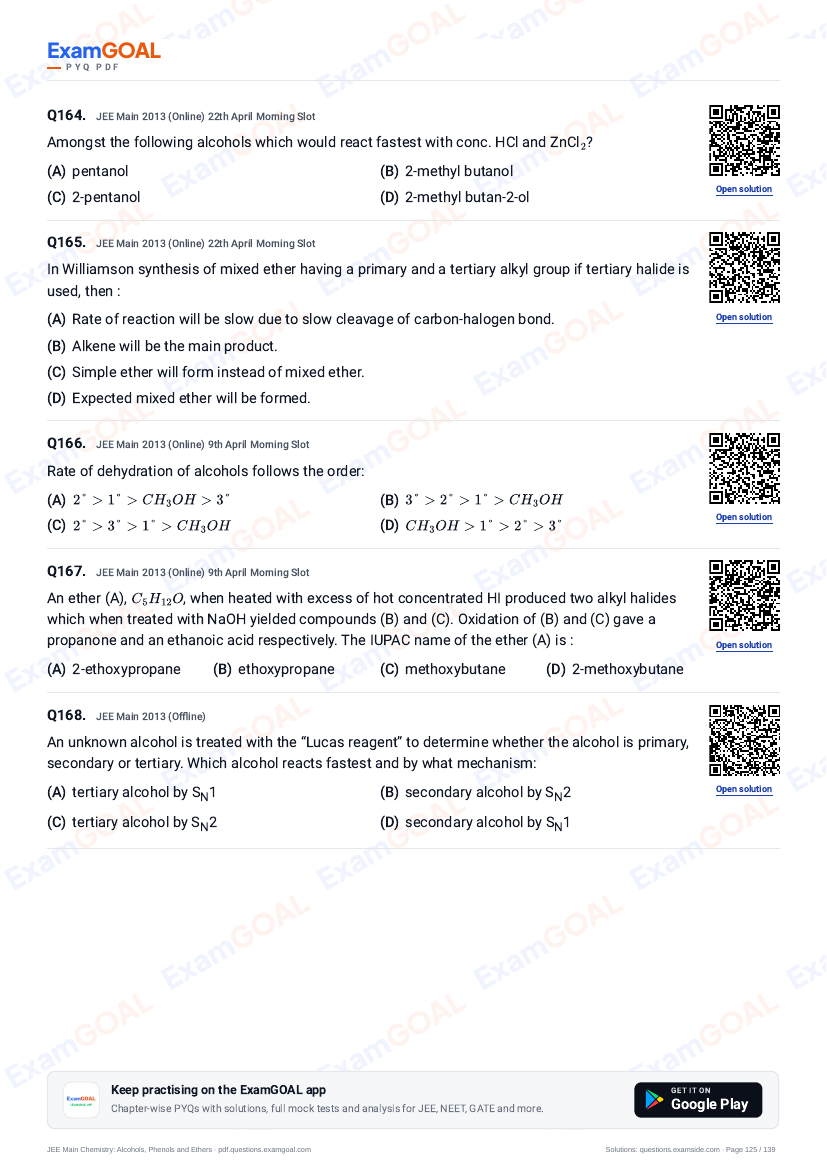 ExamGOAL
PYQ PDF
Q164. JEE Main 2013 (Online) 22th April Morning Slot
Amongst the following alcohols which would react fastest with conc. HCl and ZnCl₂?
(A) pentanol (B) 2-methyl butanol
(C) 2-pentanol (D) 2-methyl butan-2-ol
Open solution
Q165. JEE Main 2013 (Online) 22th April Morning Slot
In Williamson synthesis of mixed ether having a primary and a tertiary alkyl group if tertiary halide is
used, then :
(A) Rate of reaction will be slow due to slow cleavage of carbon-halogen bond.
(B) Alkene will be the main product.
(C) Simple ether will form instead of mixed ether.
(D) Expected mixed ether will be formed.
Open solution
Q166. JEE Main 2013 (Online) 9th April Morning Slot
Rate of dehydration of alcohols follows the order:
(A) 2° > 1° > CH₃OH > 3° (B) 3° > 2° > 1° > CH₃OH
(C) 2° > 3° > 1° > CH₃OH (D) CH₃OH > 1° > 2° > 3°
Open solution
Q167. JEE Main 2013 (Online) 9th April Morning Slot
An ether (A), C₅H₁₂O, when heated with excess of hot concentrated HI produced two alkyl halides
which when treated with NaOH yielded compounds (B) and (C). Oxidation of (B) and (C) gave a
propanone and an ethanoic acid respectively. The IUPAC name of the ether (A) is :
(A) 2-ethoxypropane (B) ethoxypropane (C) methoxybutane (D) 2-methoxybutane
Open solution
Q168. JEE Main 2013 (Offline)
An unknown alcohol is treated with the “Lucas reagent” to determine whether the alcohol is primary,
secondary or tertiary. Which alcohol reacts fastest and by what mechanism:
(A) tertiary alcohol by S_N1 (B) secondary alcohol by S_N2
(C) tertiary alcohol by S_N2 (D) secondary alcohol by S_N1
Open solution
ExamGOAL
Keep practising on the ExamGOAL app
Chapter-wise PYQs with solutions, full mock tests and analysis for JEE, NEET, GATE and more.
GET IT ON
Google Play
JEE Main Chemistry: Alcohols, Phenols and Ethers · pdf.questions.examgoal.com
Solutions: questions.examside.com · Page 125 / 139